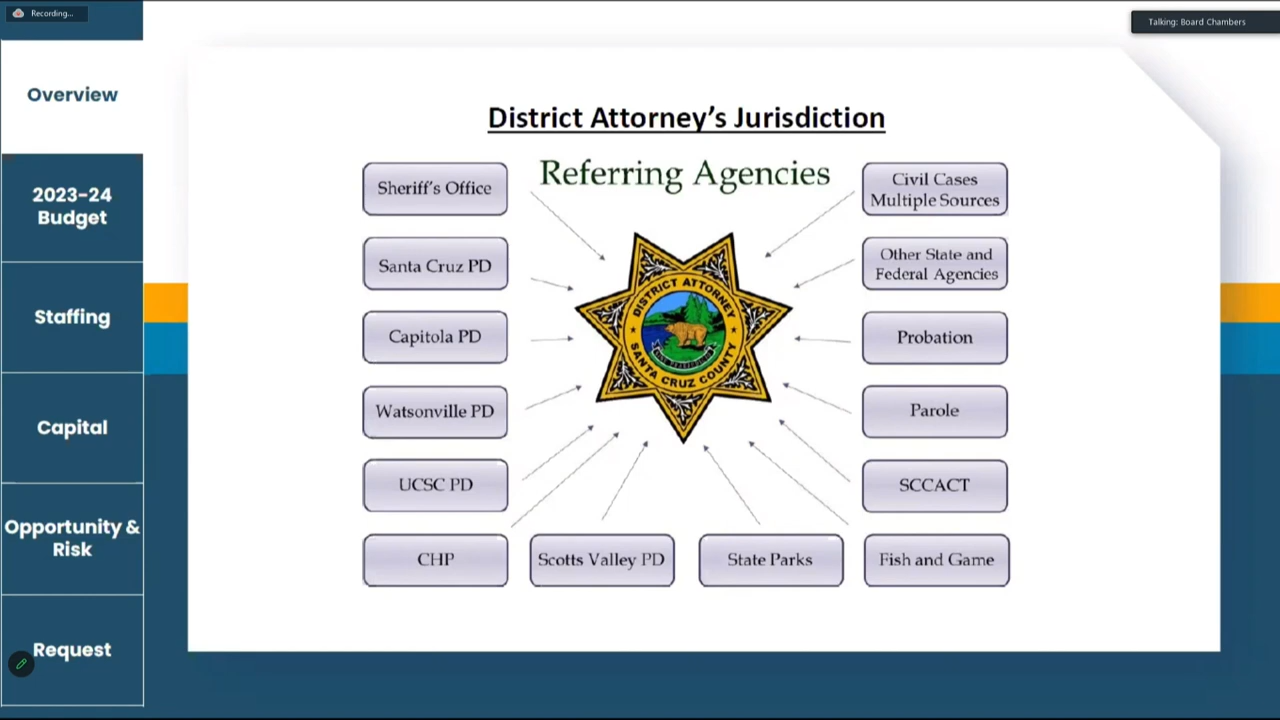 Recording...
Talking: Board Chambers
Overview
2023-24
Budget
Staffing
Capital
Opportunity &
Risk
Request
District Attorney's Jurisdiction
Referring Agencies
Sheriff's Office
Santa Cruz PD
Capitola PD
Watsonville PD
UCSC PD
CHP
Scotts Valley PD
State Parks
Fish and Game
Civil Cases
Multiple Sources
Other State and
Federal Agencies
Probation
Parole
SCCACT
DISTRICT ATTORNEY
SANTA CRUZ COUNTY